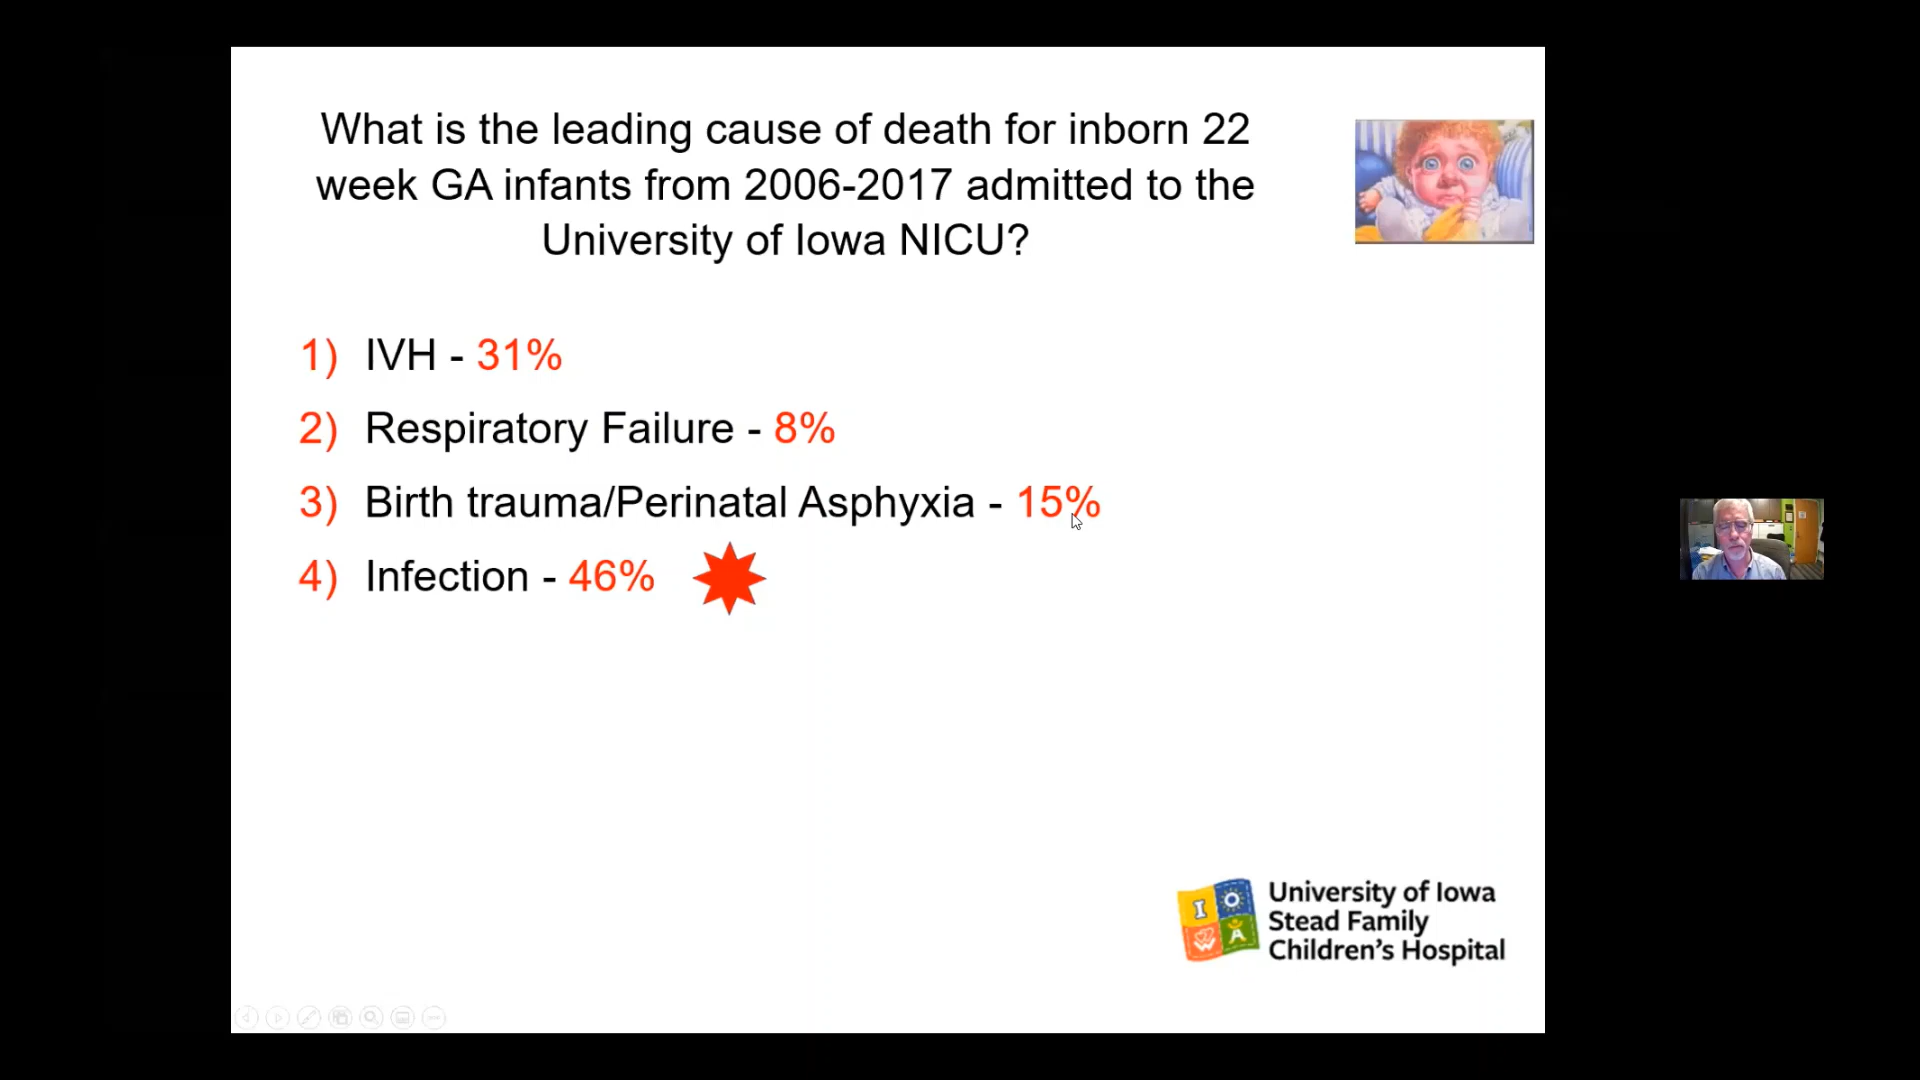 What is the leading cause of death for inborn 22
week GA infants from 2006-2017 admitted to the
University of Iowa NICU?
1) IVH - 31%
2) Respiratory Failure - 8%
3) Birth trauma/Perinatal Asphyxia - 15%
4) Infection - 46%
I O
W A
University of Iowa
Stead Family
Children's Hospital